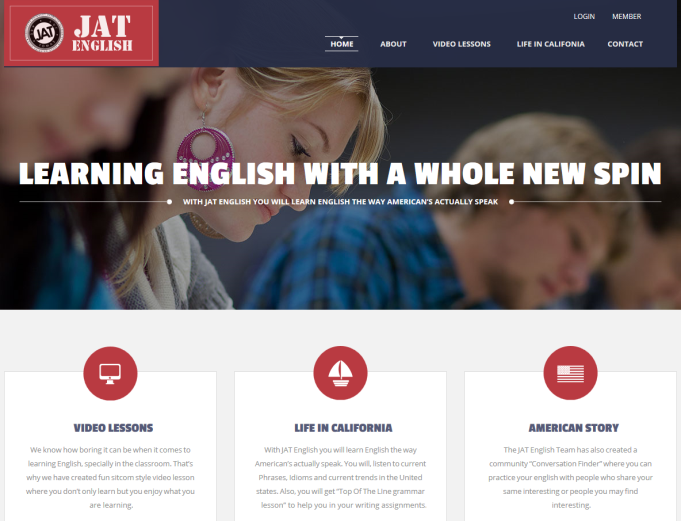 LOGIN MEMBER
JAT
JAT
ENGLISH
HOME ABOUT VIDEO LESSONS LIFE IN CALIFONIA CONTACT
LEARNING ENGLISH WITH A WHOLE NEW SPIN
WITH JAT ENGLISH YOU WILL LEARN ENGLISH THE WAY AMERICAN'S ACTUALLY SPEAK
VIDEO LESSONS
We know how boring it can be when it comes to
learning English, specially in the classroom. That's
why we have created fun sitcom style video lesson
where you don't only learn but you enjoy what you
are learning.
LIFE IN CALIFORNIA
With JAT English you will learn English the way
American's actually speak. You will, listen to current
Phrases, idioms and current trends in the United
states. Also, you will get "Top Of The Line grammar
lesson" to help you in your writing assignments
AMERICAN STORY
The JAT English Team has also created a
community "Conversation Finder" where you can
practice your english with people who share your
same interesting or people you may find
interesting.